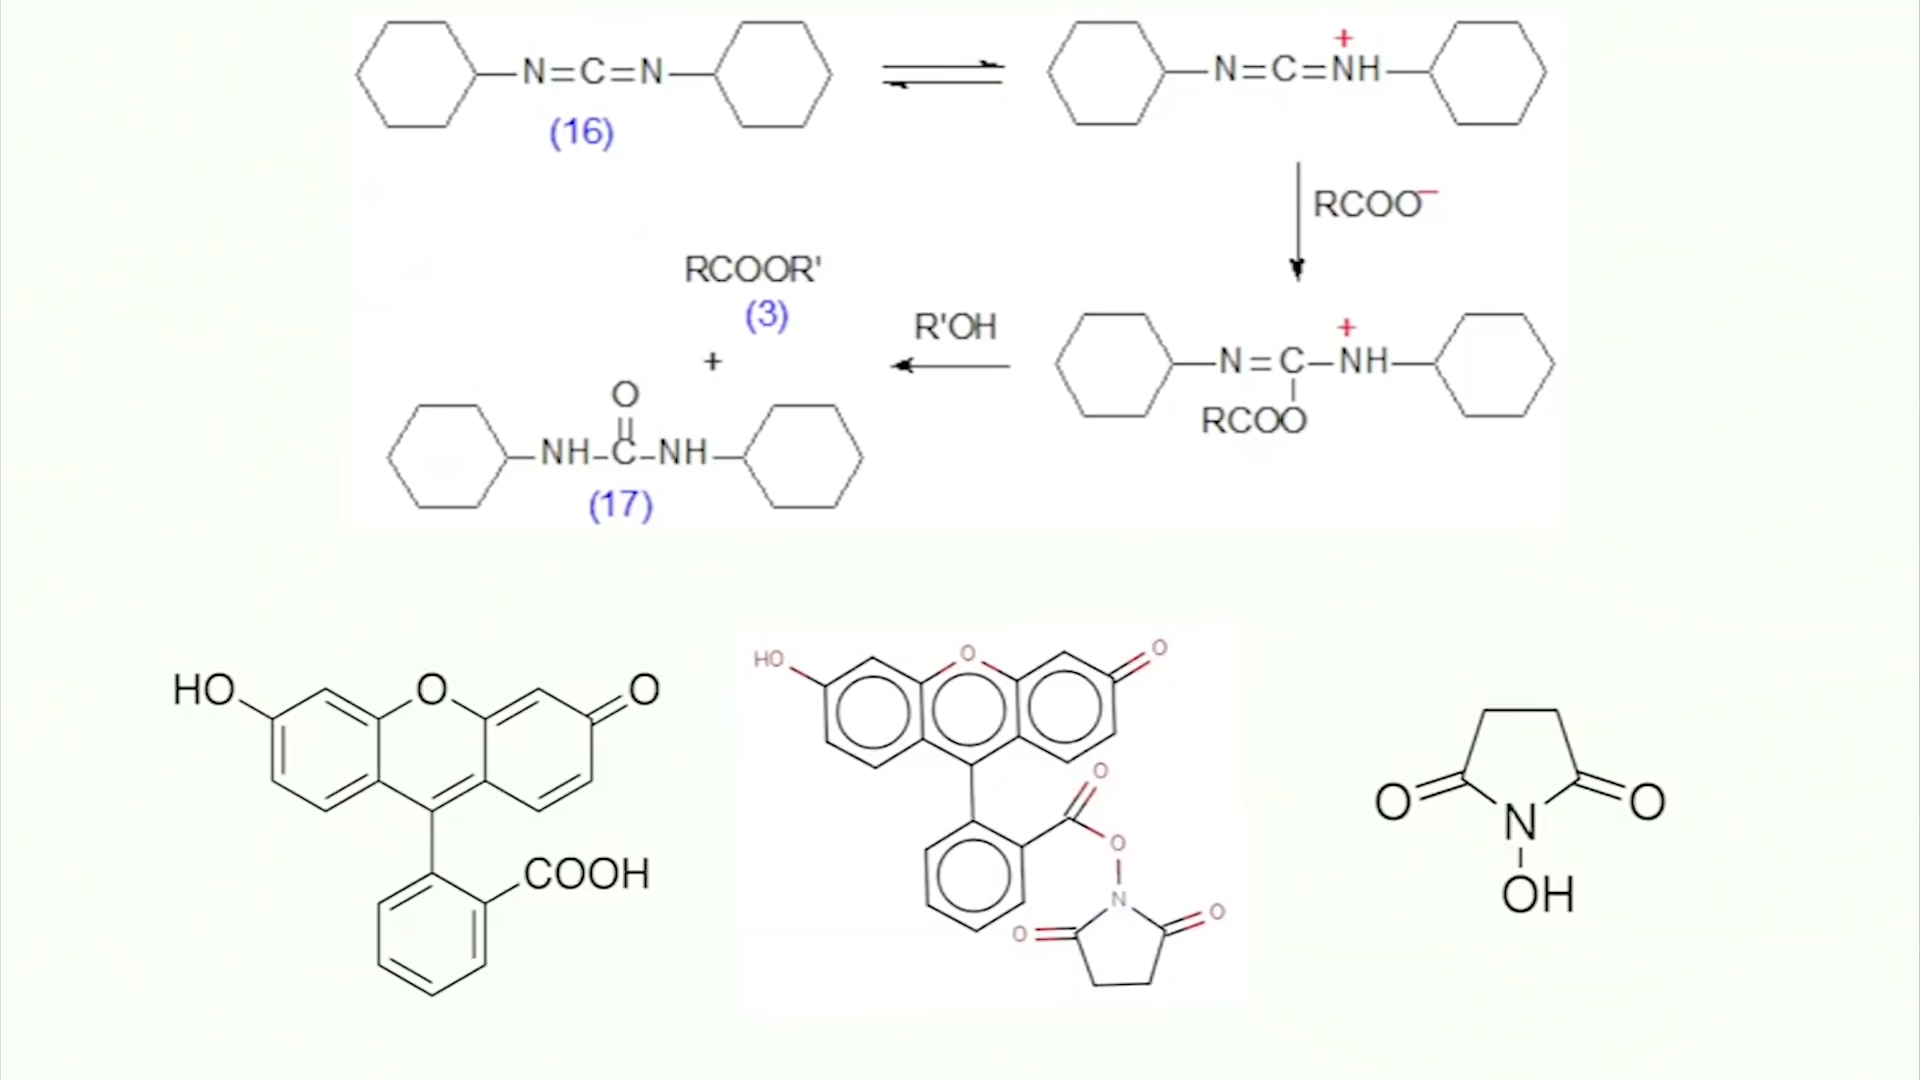 N=C=N
(16)
+
N=C=NH
RCOO−
RCOOR'
(3)
+
R'OH
+
N=C–NH
RCOO
O
NH–C–NH
(17)
HO
O
O
COOH
HO
O
O
O
O
N
O
O
O
O
N
OH